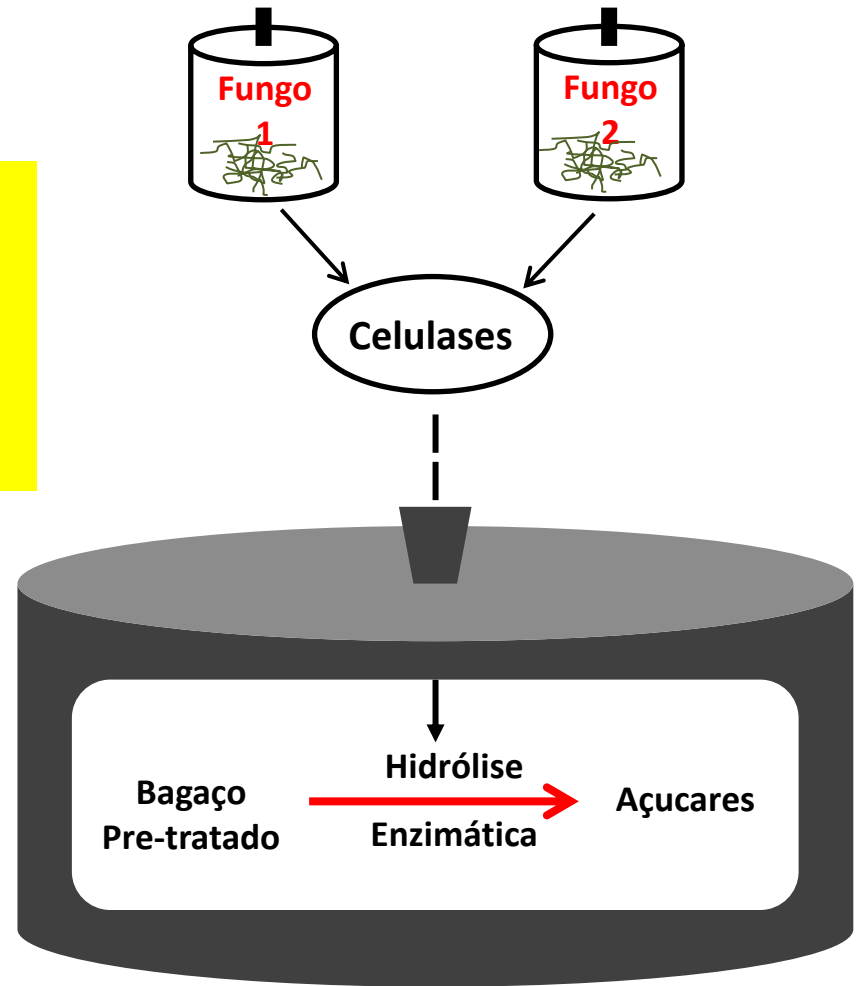 Fungo
1
Fungo
2
Celulases
Hidrólise
Bagaço
Pre-tratado
Enzimática
Açucares